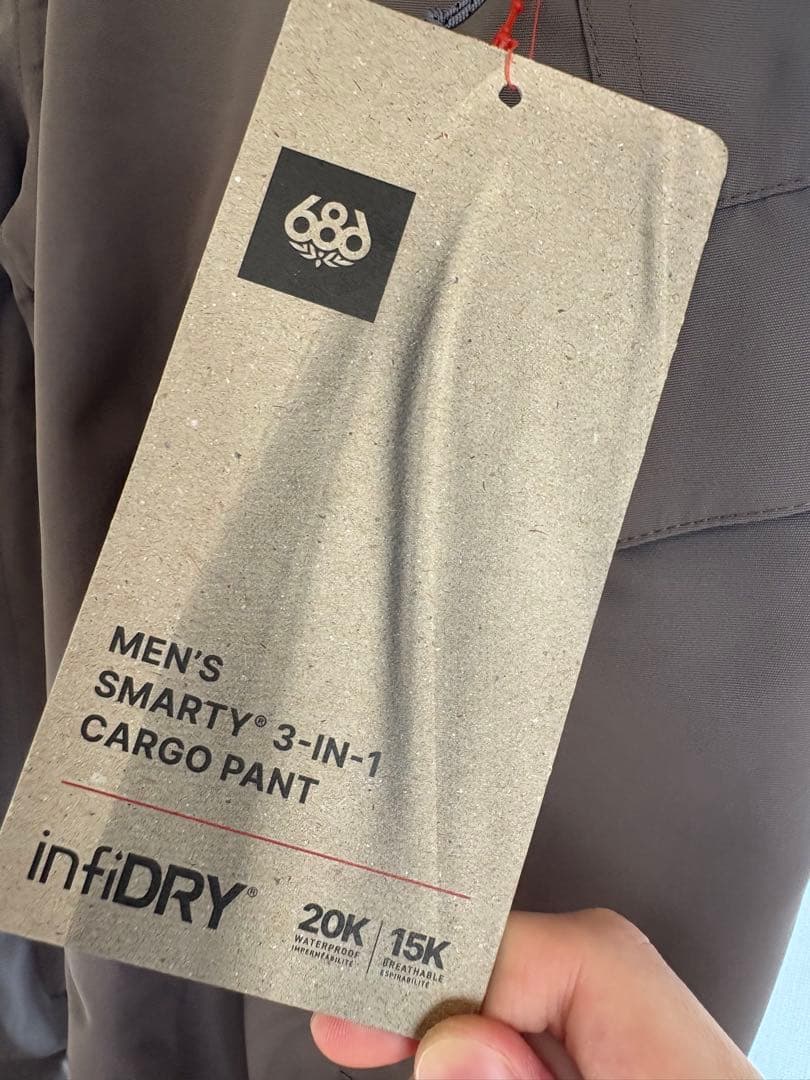 686
MEN'S
SMARTY® 3-IN-1
CARGO PANT
infiDRY®
20K
WATERPROOF
IMPERMÉABILITÉ
15K
BREATHABLE
RESPIRABILITÉ